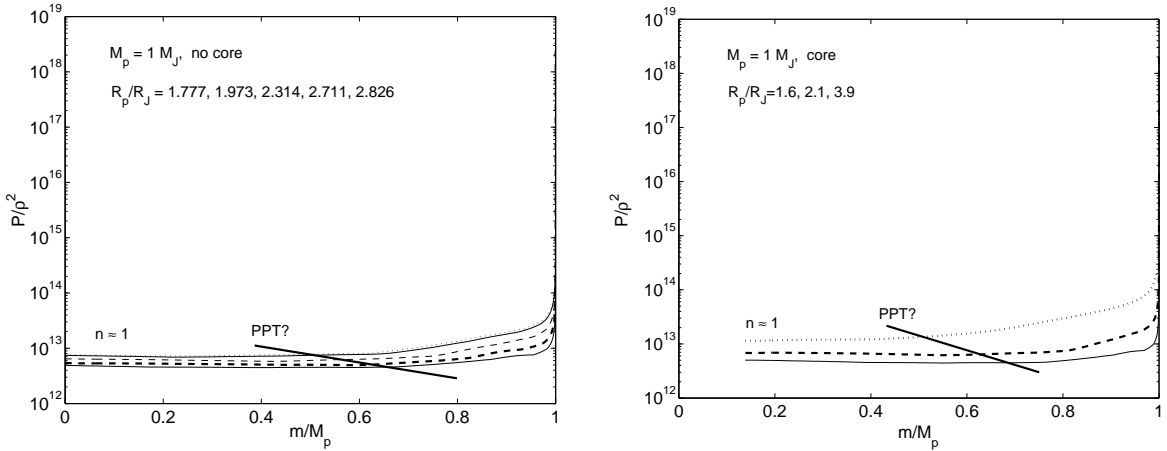 10^19
10^18
10^17
10^16
10^15
10^14
10^13
10^12
P/ρ^2
M_p = 1 M_J, no core
R_p/R_J = 1.777, 1.973, 2.314, 2.711, 2.826
n ≈ 1
PPT?
0 0.2 0.4 0.6 0.8 1
m/M_p
10^19
10^18
10^17
10^16
10^15
10^14
10^13
10^12
P/ρ^2
M_p = 1 M_J, core
R_p/R_J=1.6, 2.1, 3.9
n ≈ 1
PPT?
0 0.2 0.4 0.6 0.8 1
m/M_p